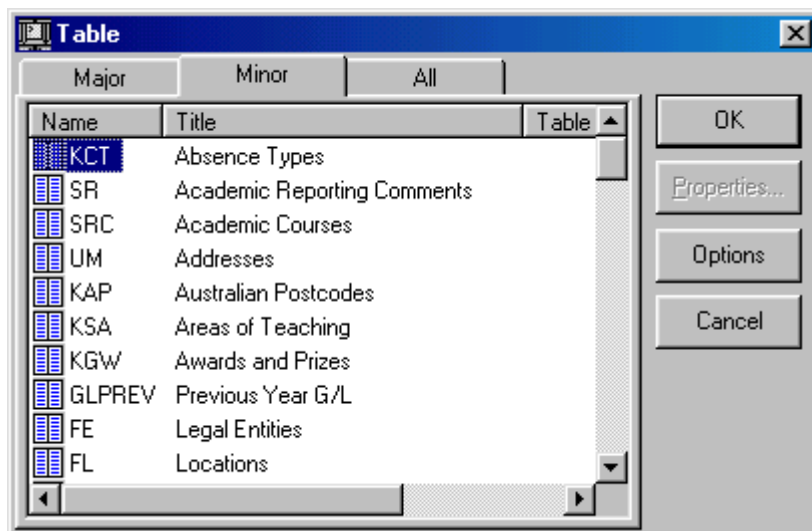 Table
Major Minor All
Name Title Table
KCT Absence Types
SR Academic Reporting Comments
SRC Academic Courses
UM Addresses
KAP Australian Postcodes
KSA Areas of Teaching
KGW Awards and Prizes
GLPREV Previous Year G/L
FE Legal Entities
FL Locations
OK
Properties...
Options
Cancel